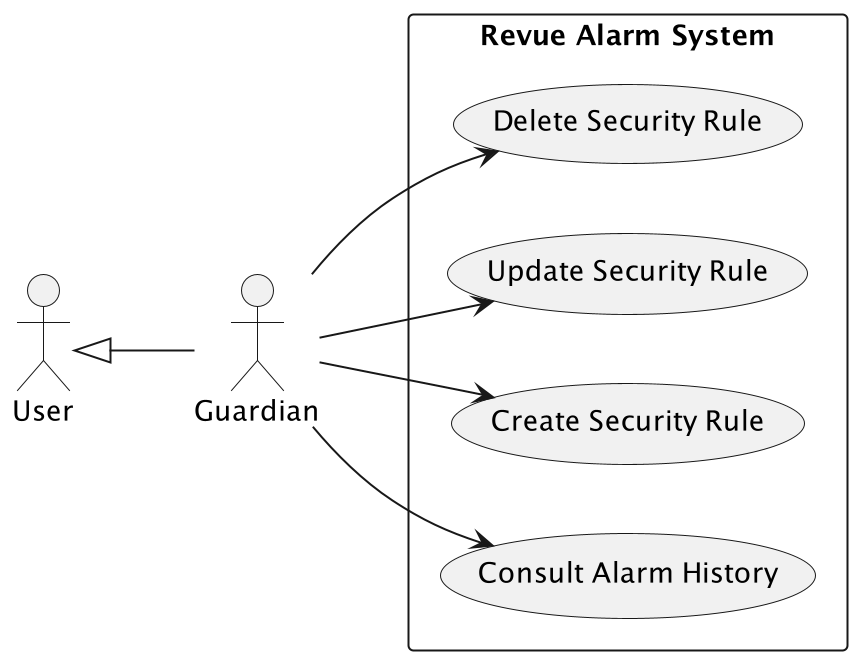 Revue Alarm System
Delete Security Rule
Update Security Rule
User
Guardian
Create Security Rule
Consult Alarm History